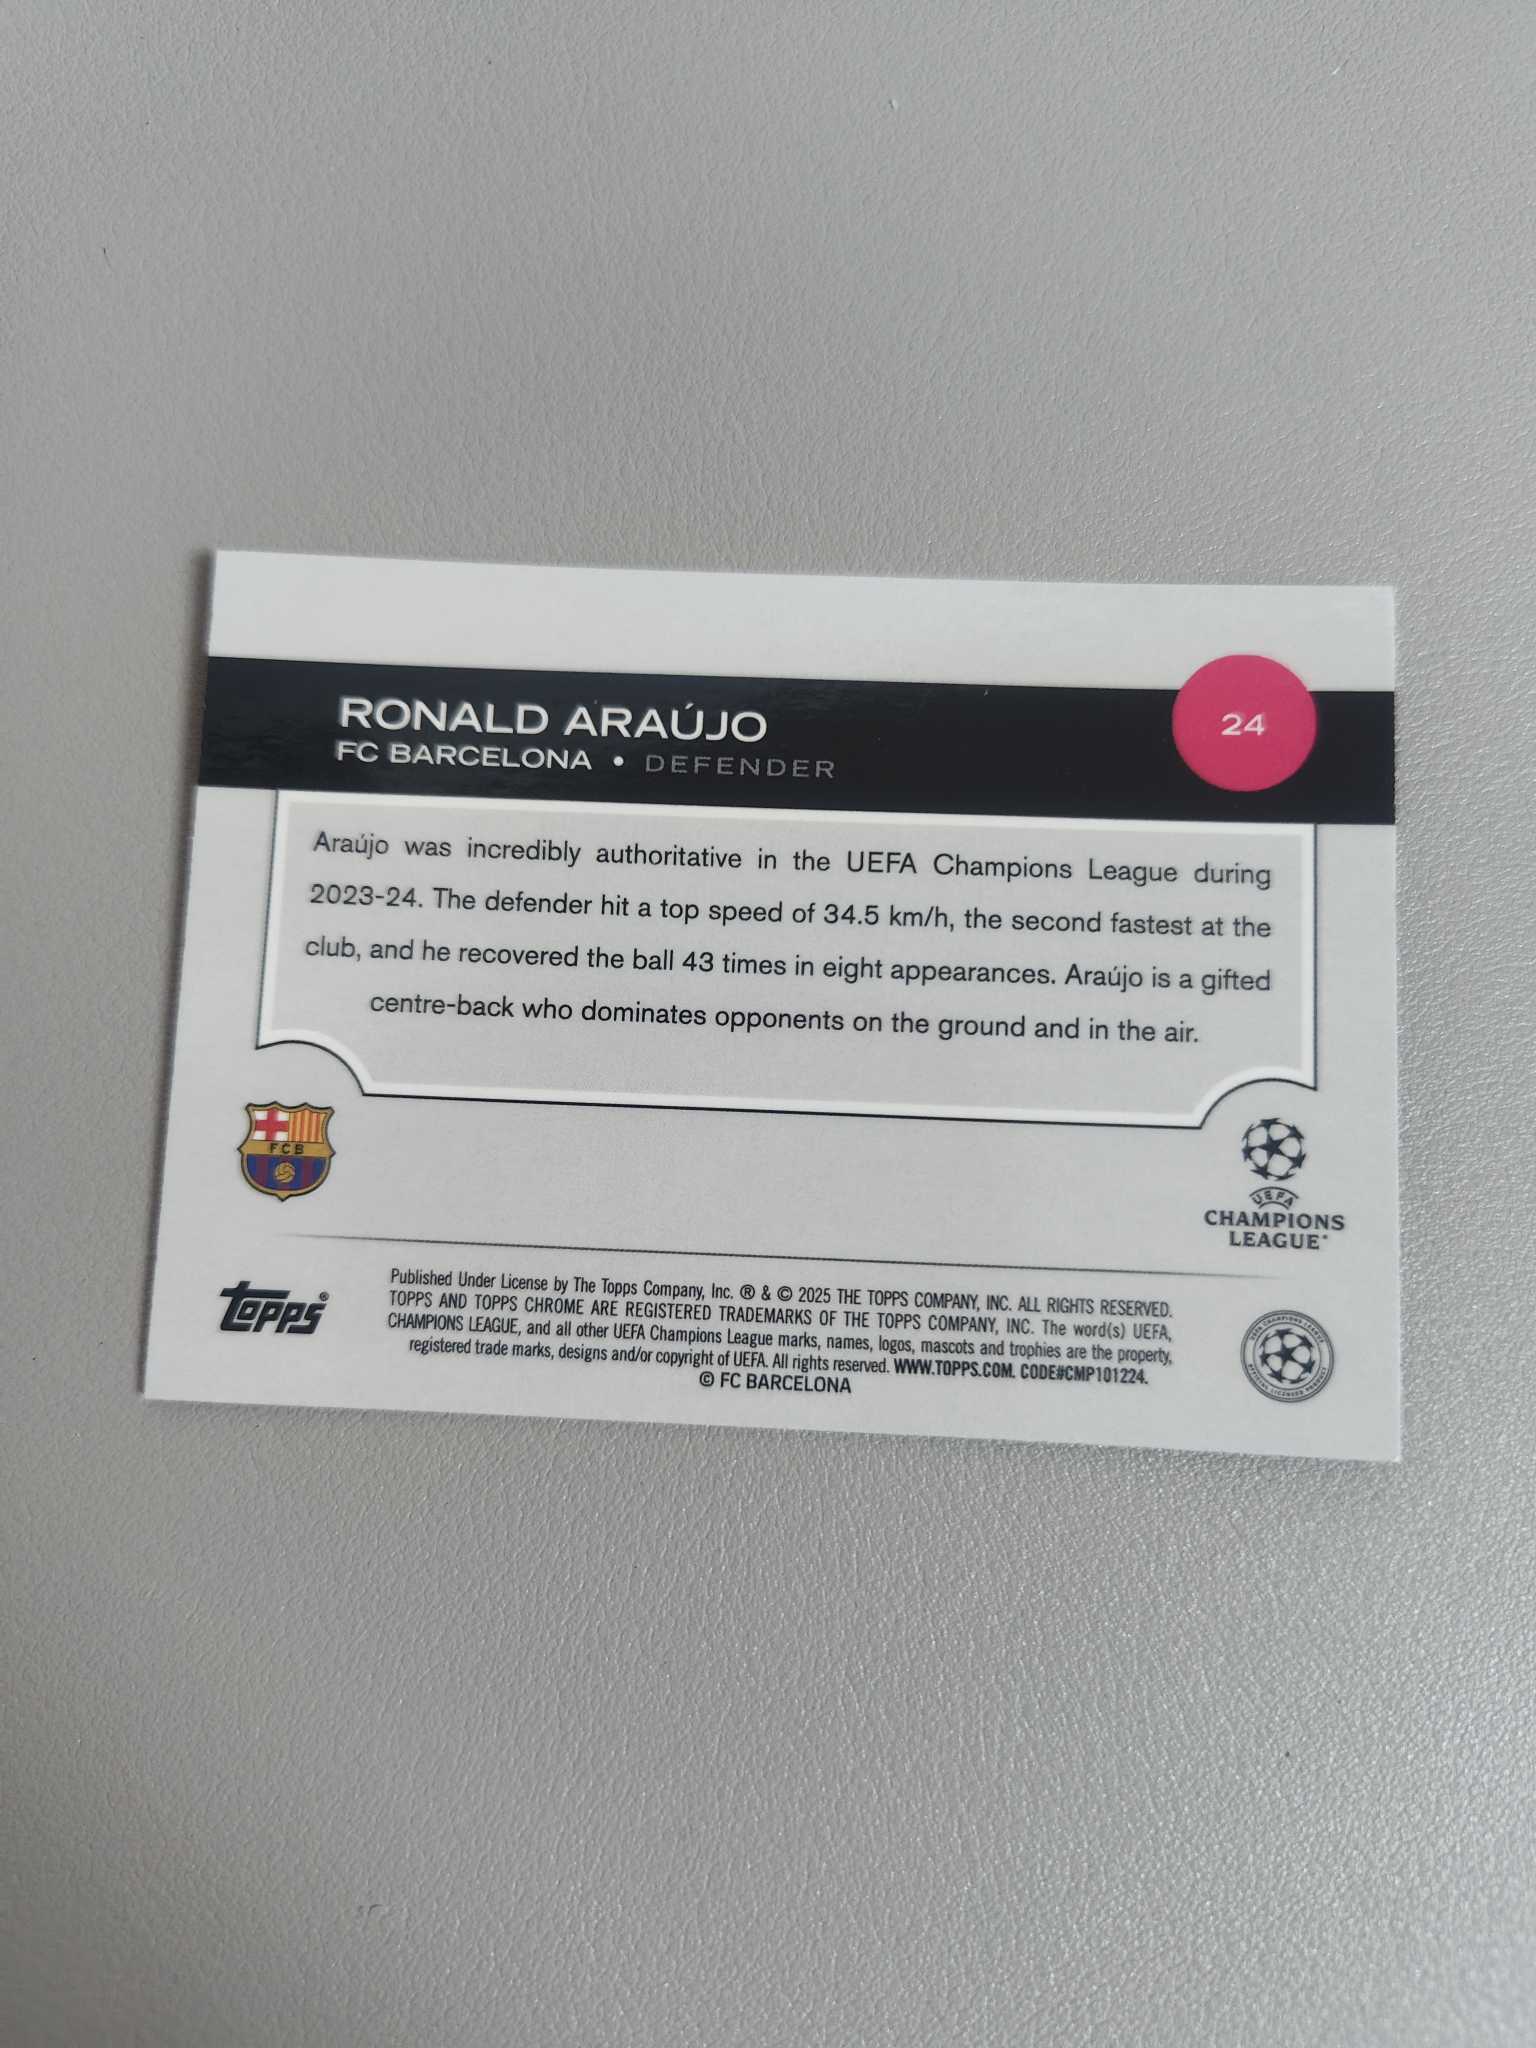 RONALD ARAÚJO
FC BARCELONA • DEFENDER
24
Araújo was incredibly authoritative in the UEFA Champions League during
2023-24. The defender hit a top speed of 34.5 km/h, the second fastest at the
club, and he recovered the ball 43 times in eight appearances. Araújo is a gifted
centre-back who dominates opponents on the ground and in the air.
FCB
UEFA
CHAMPIONS
LEAGUE
topps®
Published Under License by The Topps Company, Inc. ® & © 2025 THE TOPPS COMPANY, INC. ALL RIGHTS RESERVED.
TOPPS AND TOPPS CHROME ARE REGISTERED TRADEMARKS OF THE TOPPS COMPANY, INC. The word(s) UEFA,
CHAMPIONS LEAGUE, and all other UEFA Champions League marks, names, logos, mascots and trophies are the property,
registered trade marks, designs and/or copyright of UEFA. All rights reserved. WWW.TOPPS.COM. CODE#CMP101224.
© FC BARCELONA
UEFA CHAMPIONS LEAGUE
OFFICIAL LICENSED PRODUCT